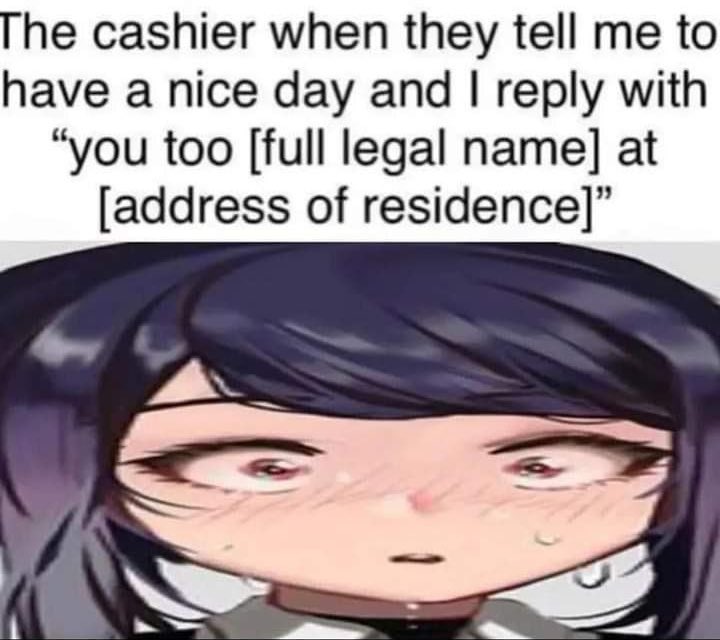 The cashier when they tell me to
have a nice day and I reply with
“you too [full legal name] at
[address of residence]”